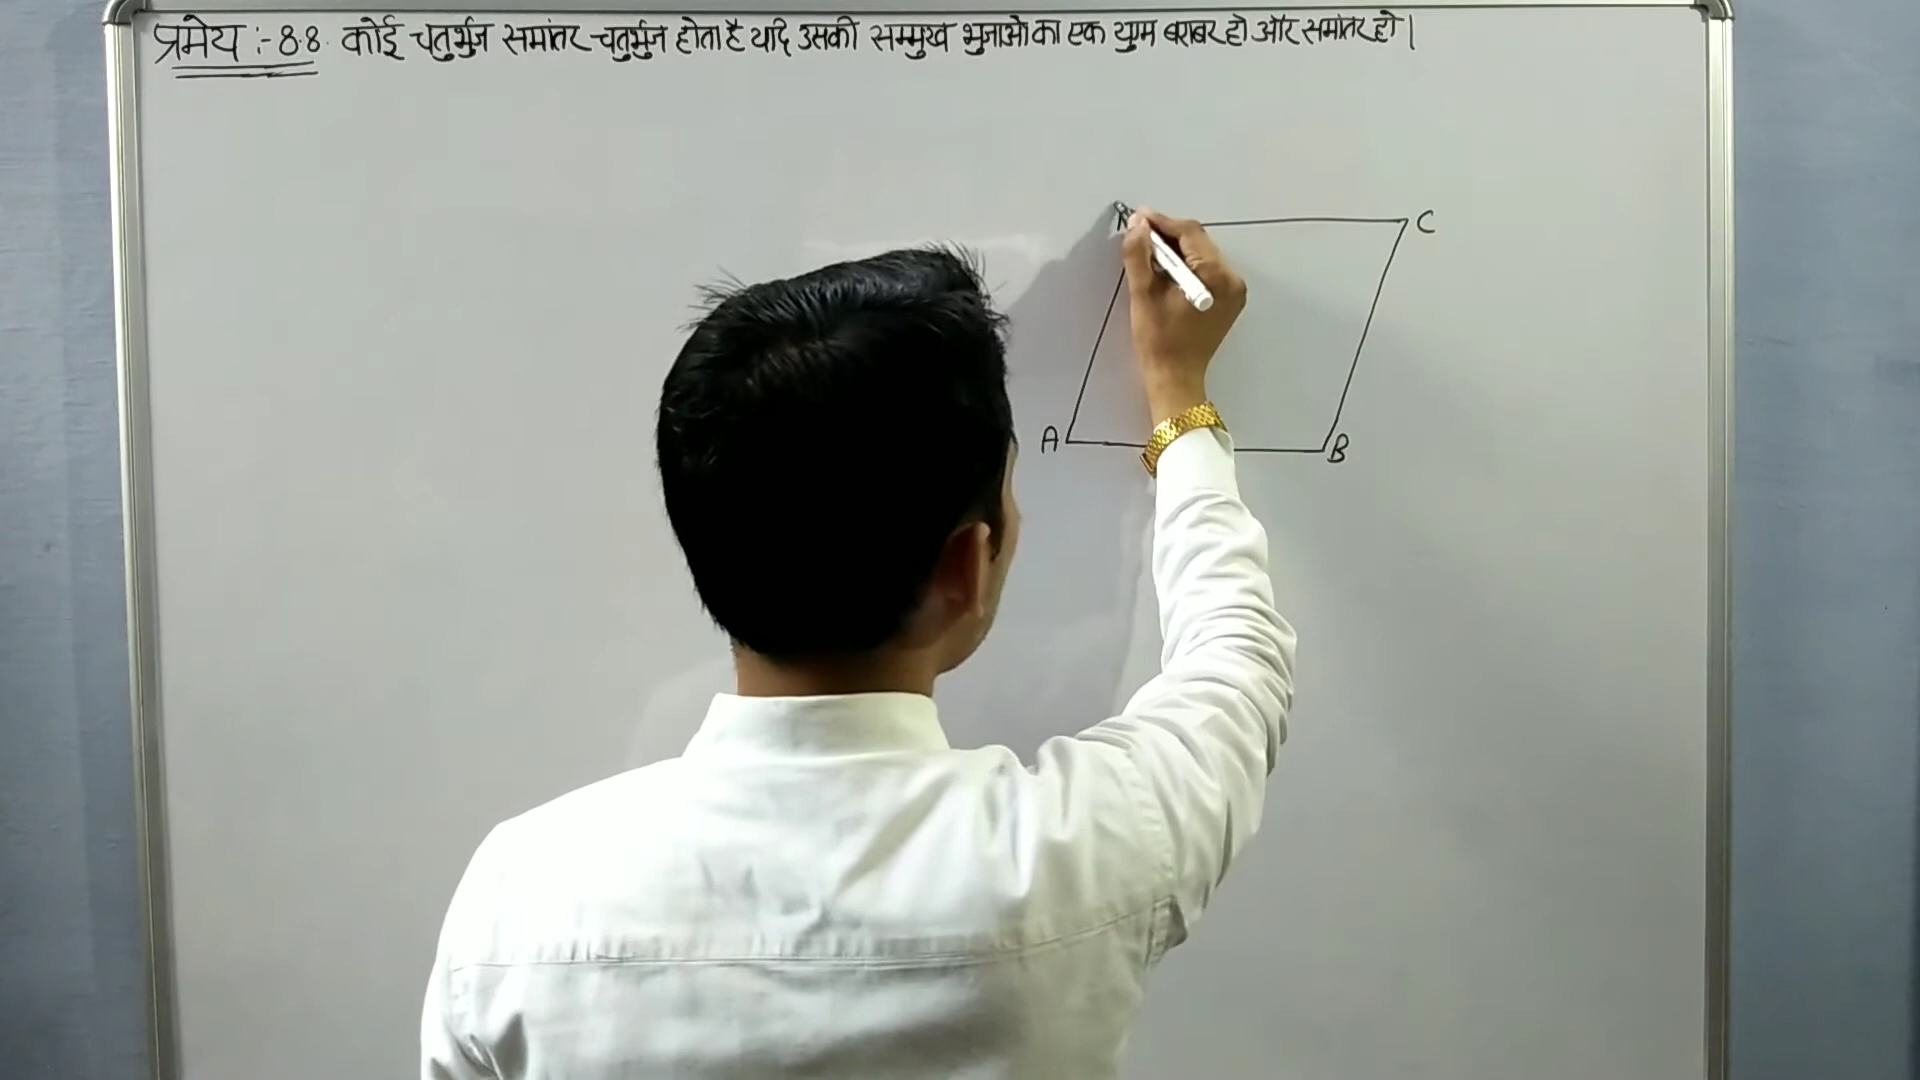 प्रमेय :- 8.8. कोई चतुर्भुज समांतर चतुर्भुज होता है यदि उसकी सम्मुख भुजाओ का एक युग्म बराबर हो और समांतर हो।
C
A
B